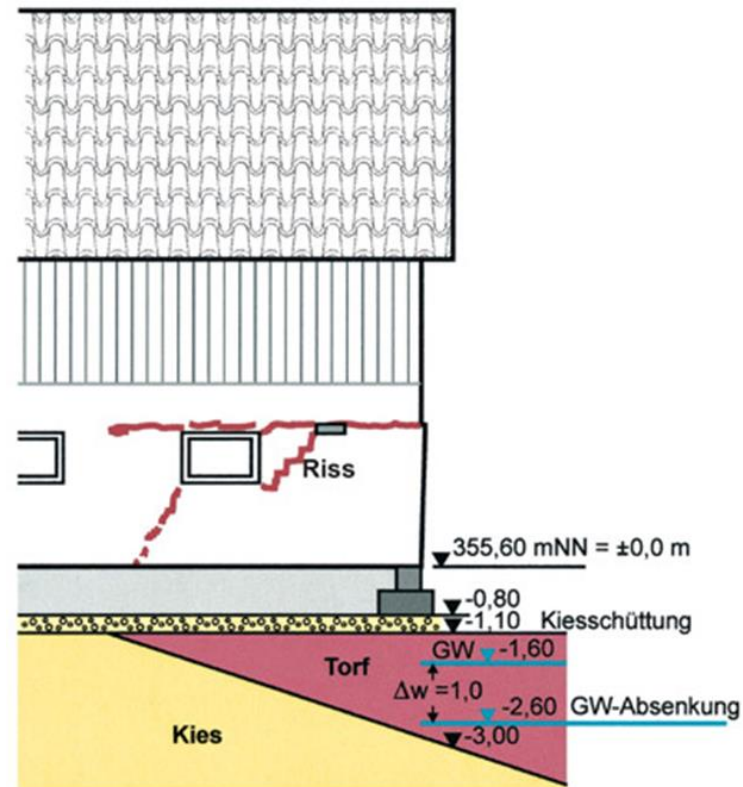 Riss
355,60 mNN = ±0,0 m
-0,80
-1,10 Kiesschüttung
Torf
GW -1,60
Δw =1,0
-2,60 GW-Absenkung
Kies
-3,00